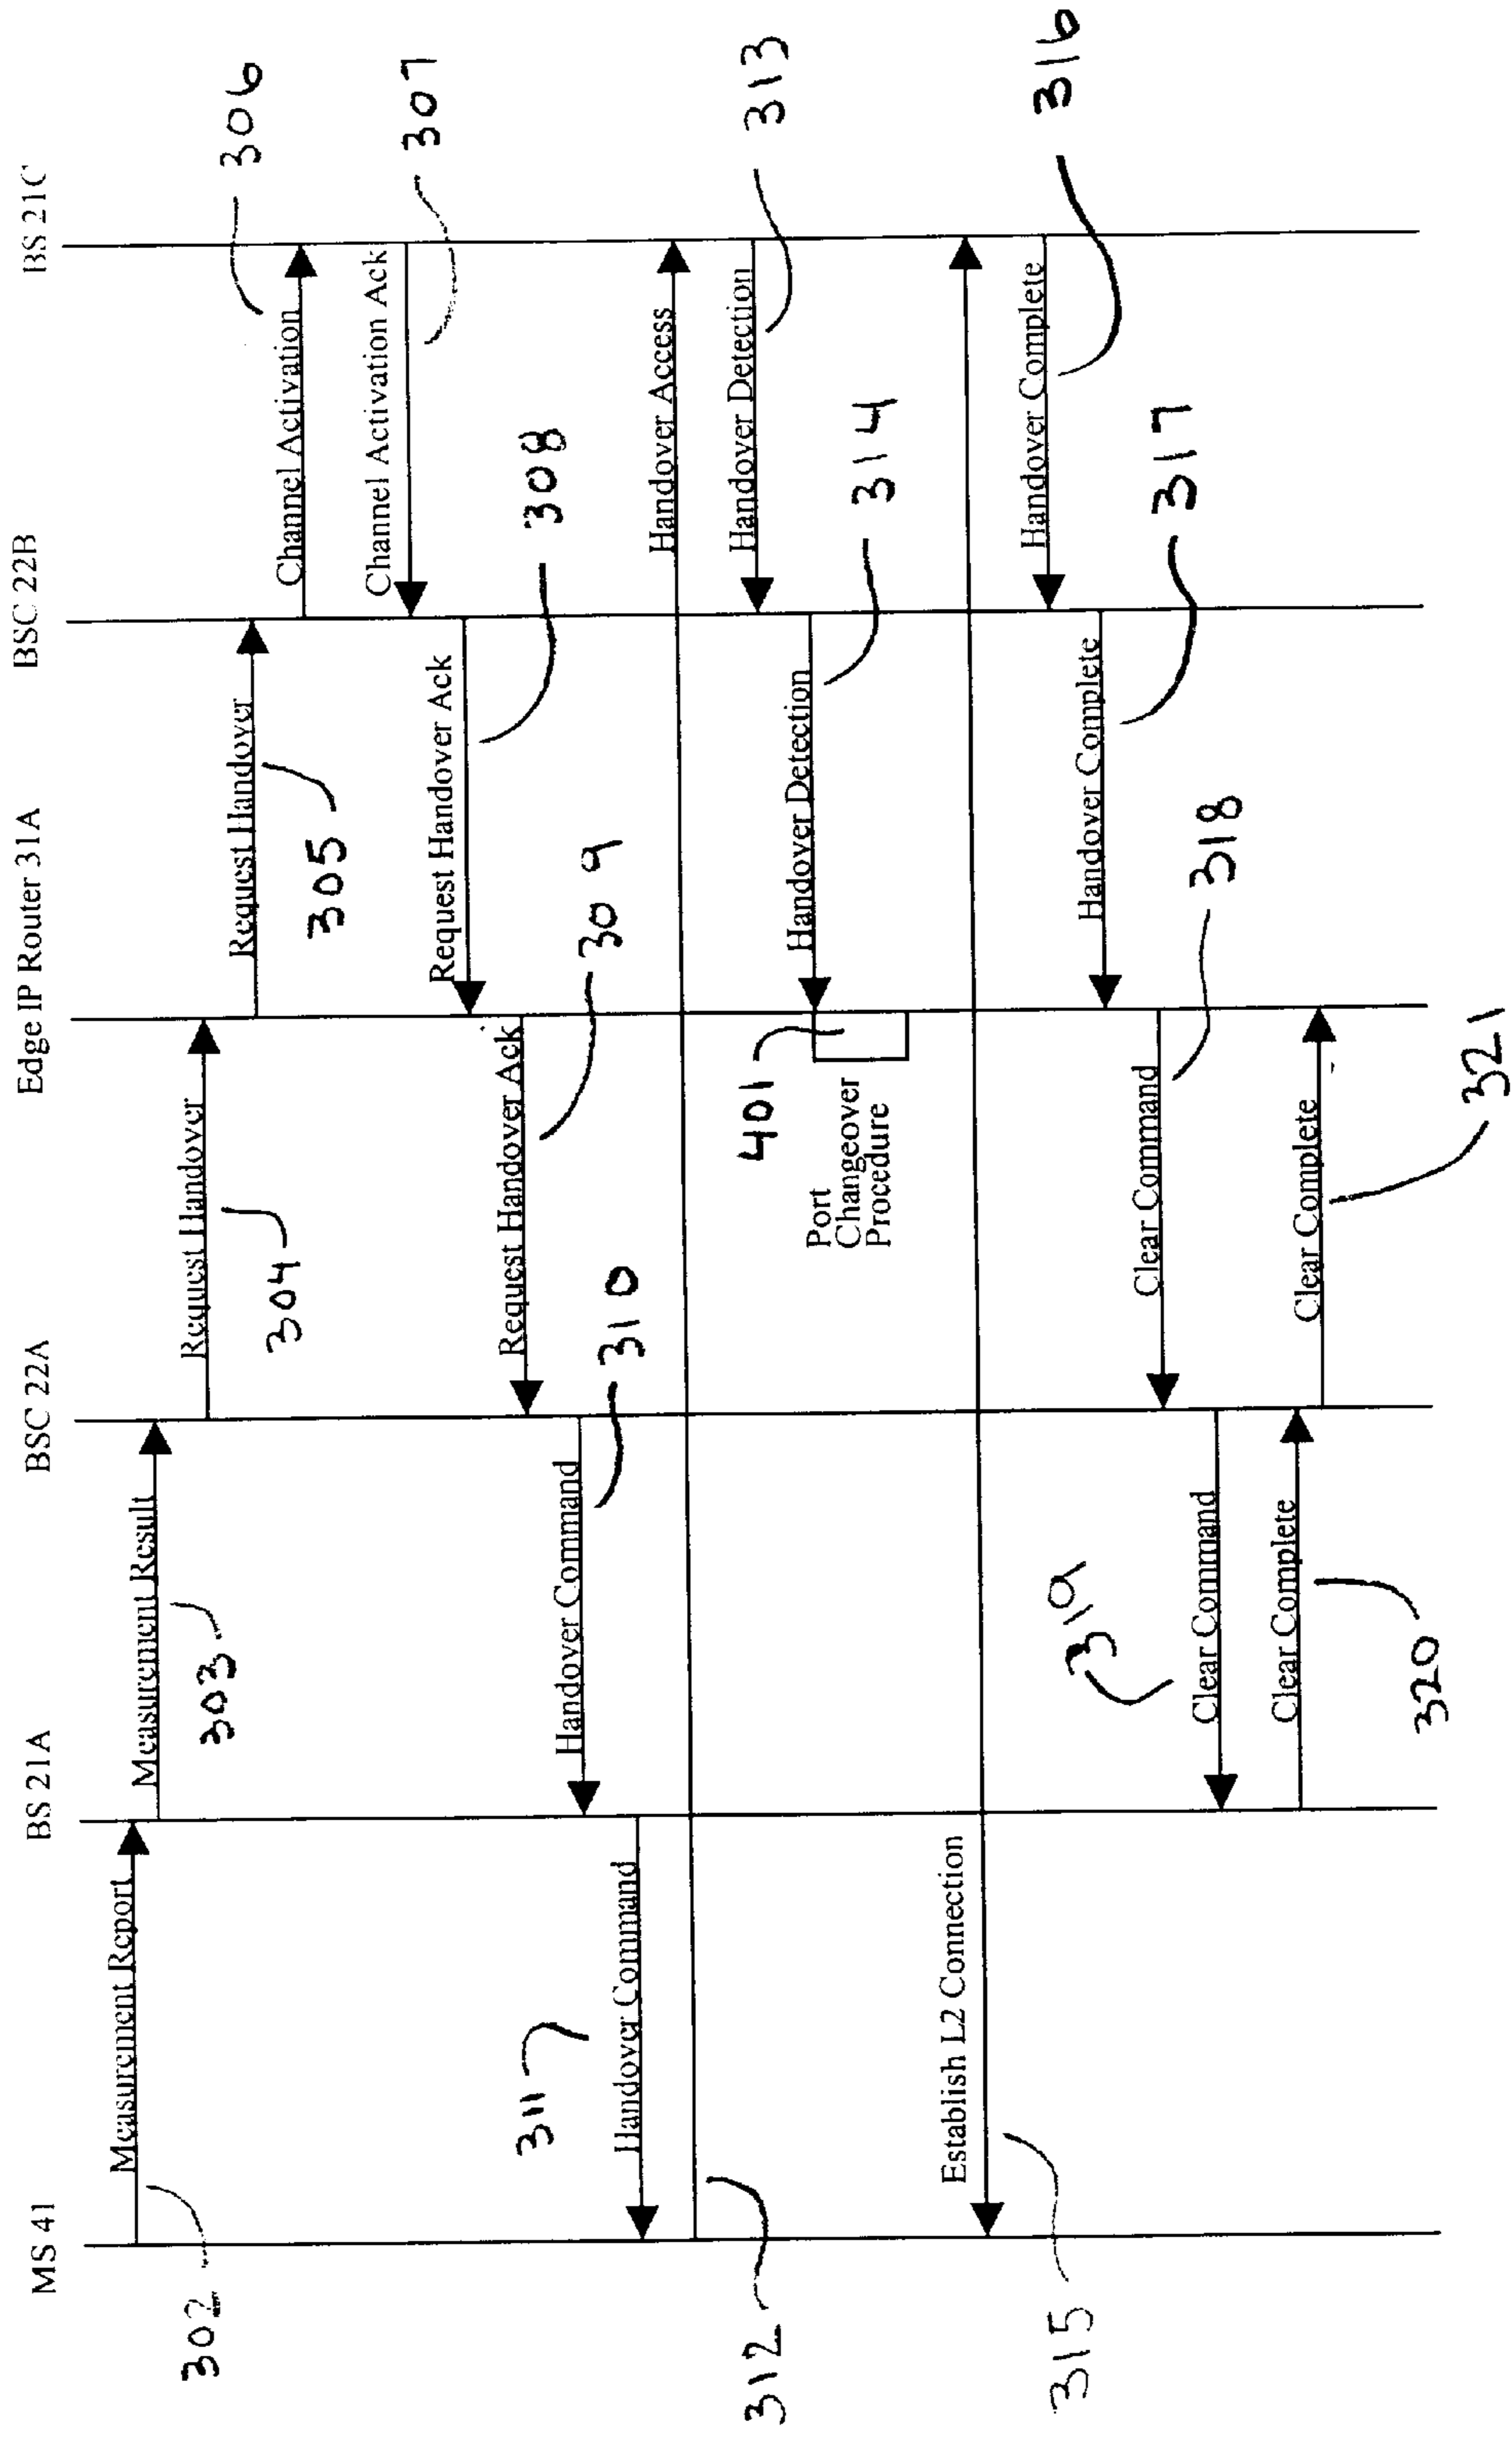 MS 41
BS 21A
BSC 22A
Edge IP Router 31A
BSC 22B
BS 21C
Measurement Report
302
Measurement Result
303
Request Handover
304
Request Handover
305
Channel Activation
306
Channel Activation Ack
307
Request Handover Ack
308
Request Handover Ack
309
Handover Command
310
Handover Command
311
Handover Access
312
Handover Detection
313
Handover Detection
314
401
Port
Changeover
Procedure
Establish L2 Connection
315
Handover Complete
316
Handover Complete
317
Clear Command
318
Clear Command
319
Clear Complete
320
Clear Complete
321